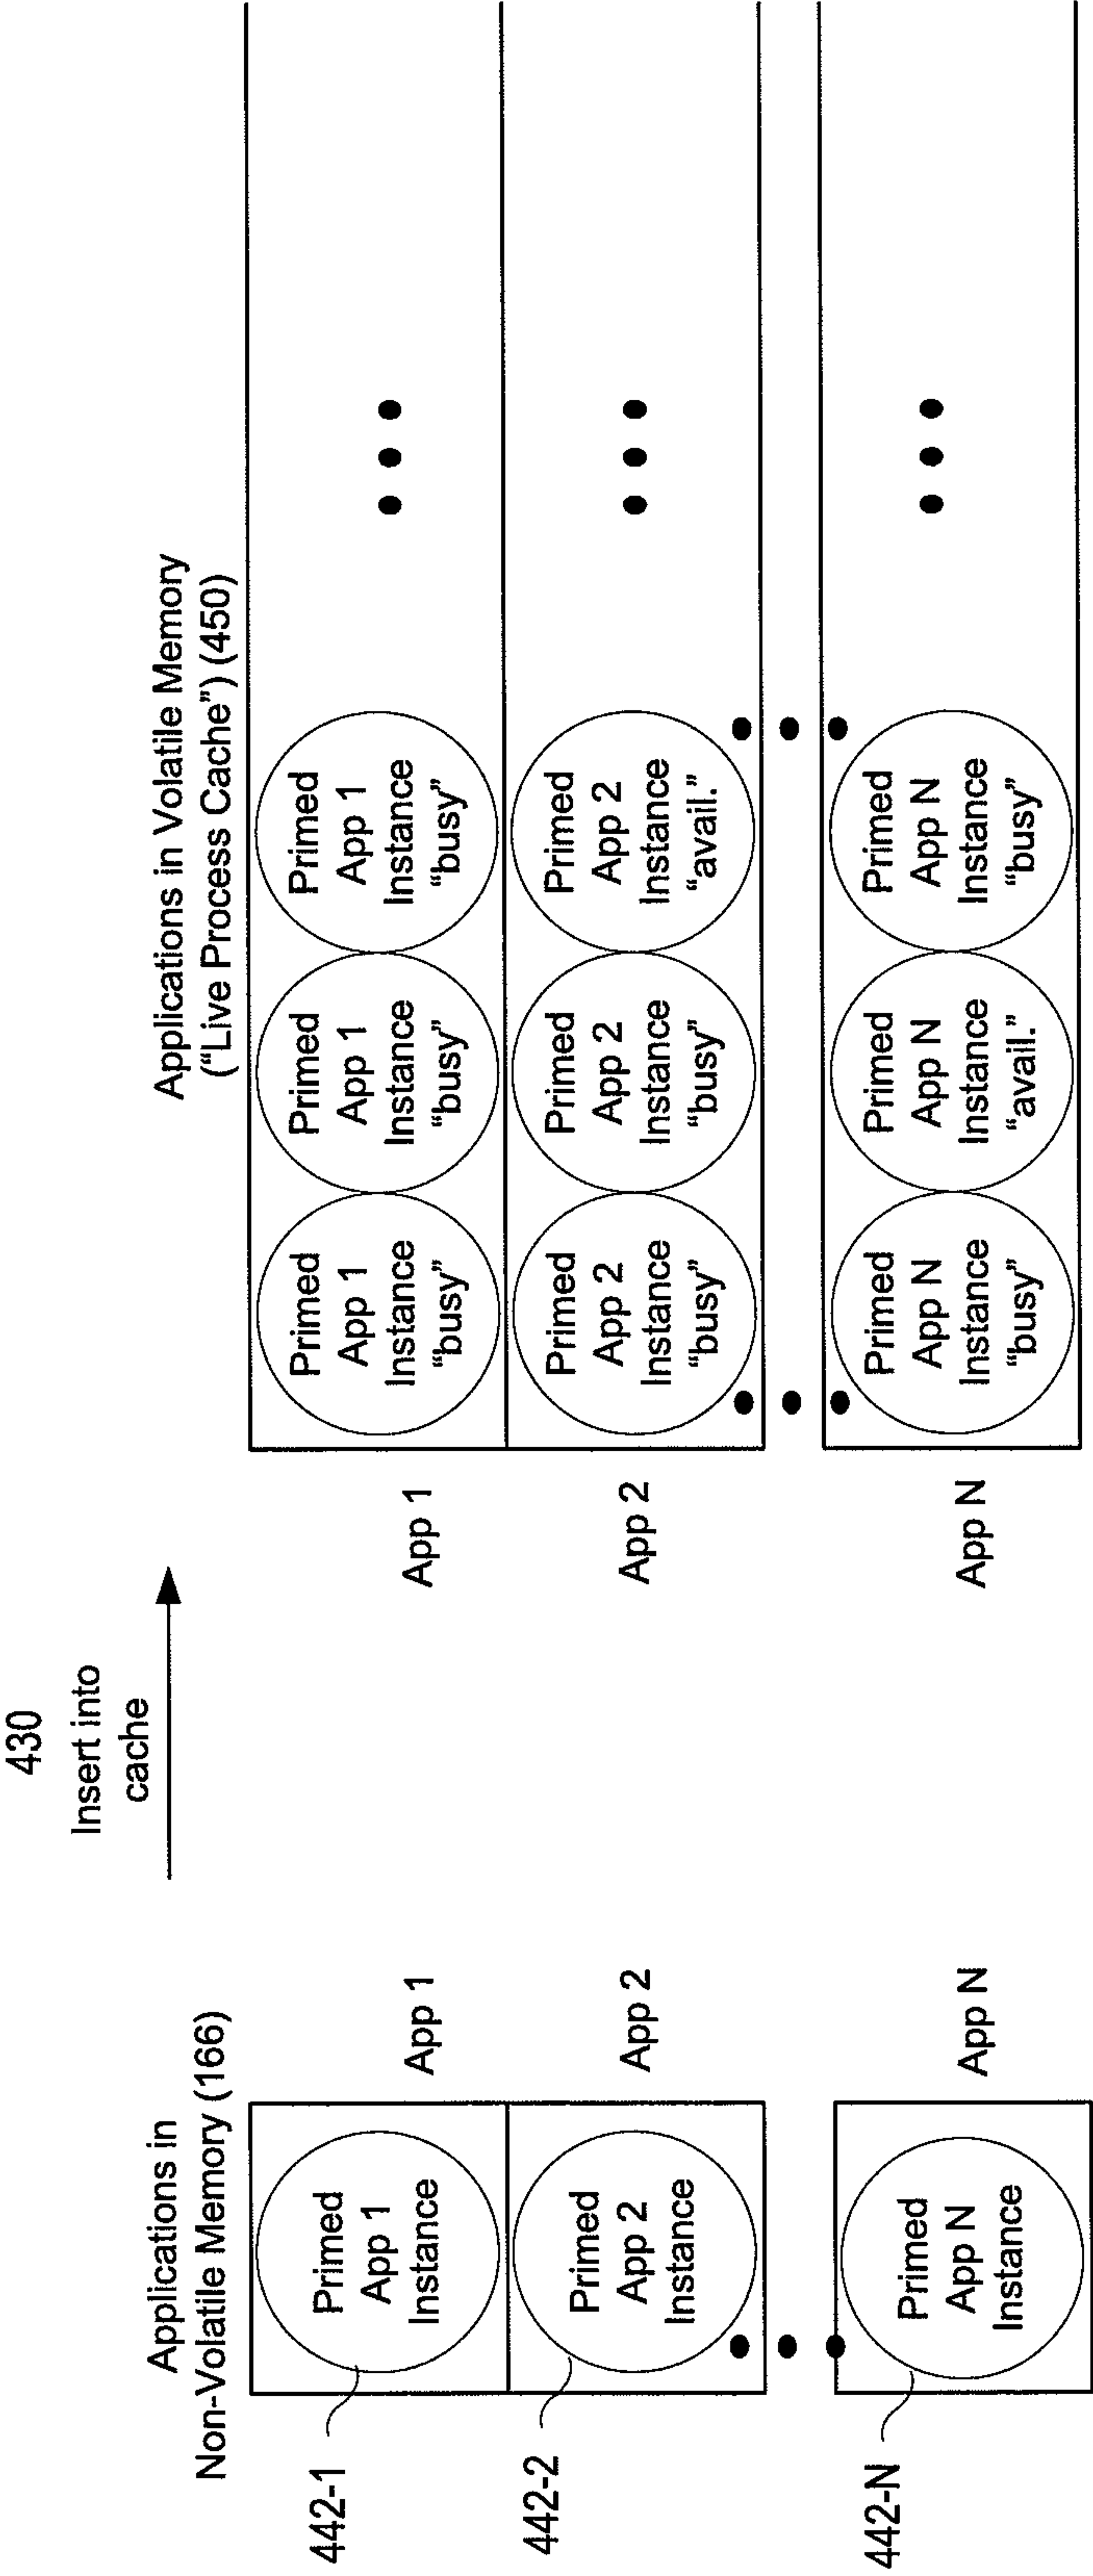 430
Insert into
cache
Applications in
Non-Volatile Memory (166)
Applications in Volatile Memory
(“Live Process Cache”) (450)
442-1
Primed
App 1
Instance
App 1
App 1
Primed
App 1
Instance
“busy”
Primed
App 1
Instance
“busy”
Primed
App 1
Instance
“busy”
442-2
Primed
App 2
Instance
App 2
App 2
Primed
App 2
Instance
“busy”
Primed
App 2
Instance
“busy”
Primed
App 2
Instance
“avail.”
442-N
Primed
App N
Instance
App N
App N
Primed
App N
Instance
“busy”
Primed
App N
Instance
“avail.”
Primed
App N
Instance
“busy”